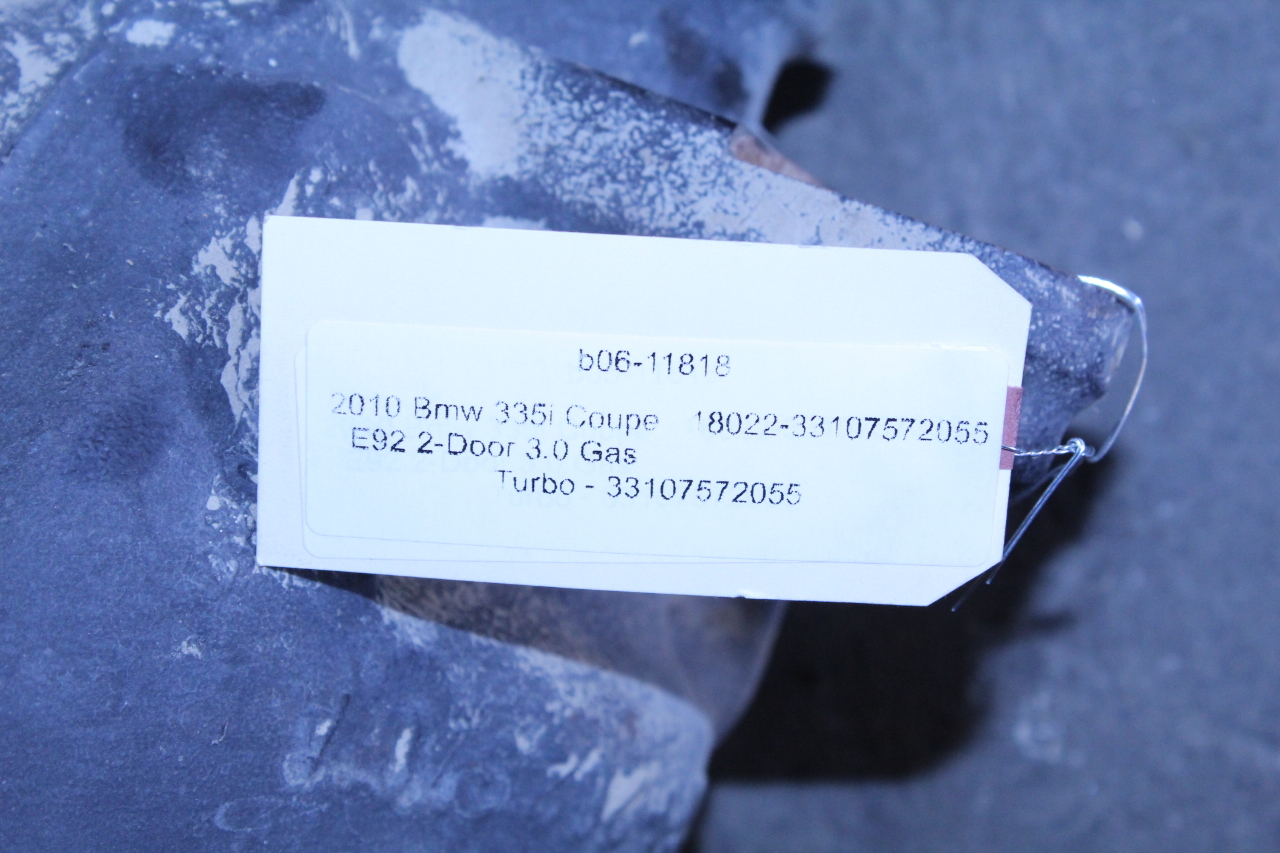 b06-11818
2010 Bmw 335i Coupe 18022-33107572055
E92 2-Door 3.0 Gas
Turbo - 33107572055